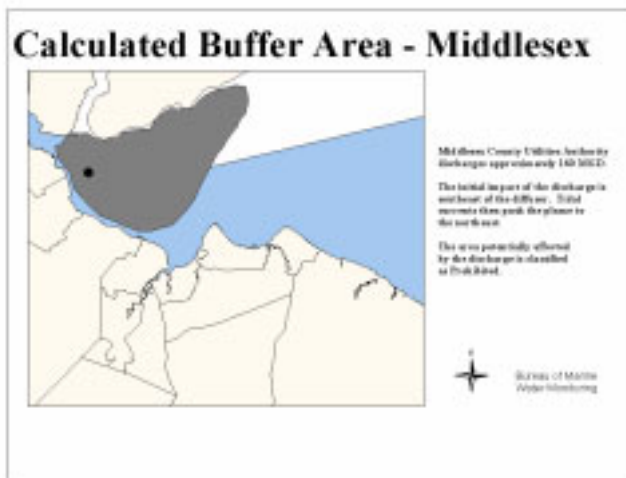 Calculated Buffer Area - Middlesex
Middlesex County Utilities Authority
discharges approximately 160 MGD.
The initial impact of the discharge is
of the diffuser. Tidal
currents then push the plume to
the northeast.
The area potentially affected
by the discharge is classified
as Prohibited.
Bureau of Marine
Water Monitoring